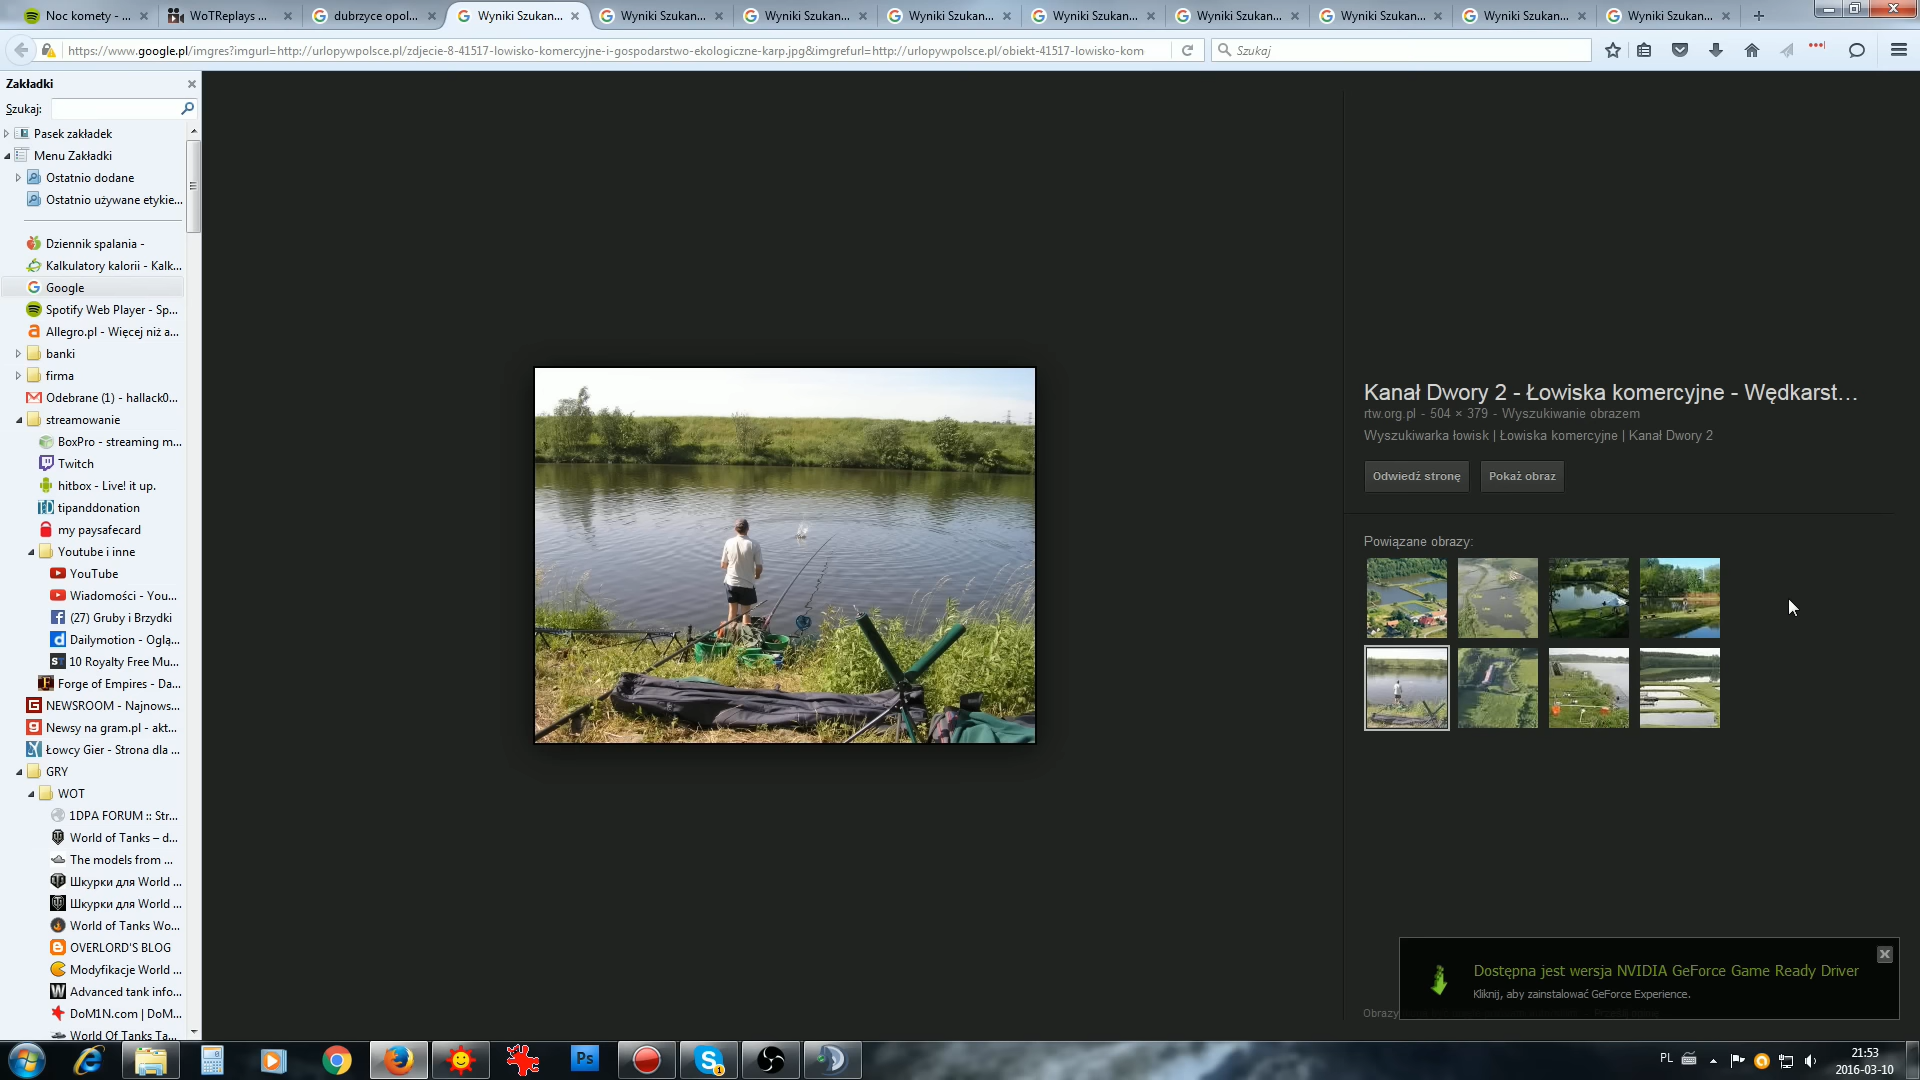 Noc komety - ...
WoTReplays ...
dubrzyce opol...
Wyniki Szukan...
Wyniki Szukan...
Wyniki Szukan...
Wyniki Szukan...
Wyniki Szukan...
Wyniki Szukan...
Wyniki Szukan...
Wyniki Szukan...
Wyniki Szukan...
https://www.google.pl/imgres?imgurl=http://urlopywpolsce.pl/zdjecie-8-41517-lowisko-komercyjne-i-gospodarstwo-ekologiczne-karp.jpg&imgrefurl=http://urlopywpolsce.pl/obiekt-41517-lowisko-kom
Szukaj
Zakładki
Szukaj:
Pasek zakładek
Menu Zakładki
Ostatnio dodane
Ostatnio używane etykie...
Dziennik spalania -
Kalkulatory kalorii - Kalk...
Google
Spotify Web Player - Sp...
Allegro.pl - Więcej niż a...
banki
firma
Odebrane (1) - hallack0...
streamowanie
BoxPro - streaming m...
Twitch
hitbox - Live! it up.
tipanddonation
my paysafecard
Youtube i inne
YouTube
Wiadomości - You...
(27) Gruby i Brzydki
Dailymotion - Oglą...
10 Royalty Free Mu...
Forge of Empires - Da...
NEWSROOM - Najnows...
Newsy na gram.pl - akt...
Łowcy Gier - Strona dla ...
GRY
WOT
1DPA FORUM :: Str...
World of Tanks – d...
The models from ...
Шкурки для World ...
Шкурки для World ...
World of Tanks Wo...
OVERLORD'S BLOG
Modyfikacje World ...
Advanced tank info...
DoM1N.com | DoM...
World Of Tanks Ta...
Kanał Dwory 2 - Łowiska komercyjne - Wędkarst...
rtw.org.pl - 504 × 379 - Wyszukiwanie obrazem
Wyszukiwarka łowisk | Łowiska komercyjne | Kanał Dwory 2
Odwiedź stronę
Pokaż obraz
Powiązane obrazy:
Dostępna jest wersja NVIDIA GeForce Game Ready Driver
Kliknij, aby zainstalować GeForce Experience.
Obrazy
PL
21:53
2016-03-10